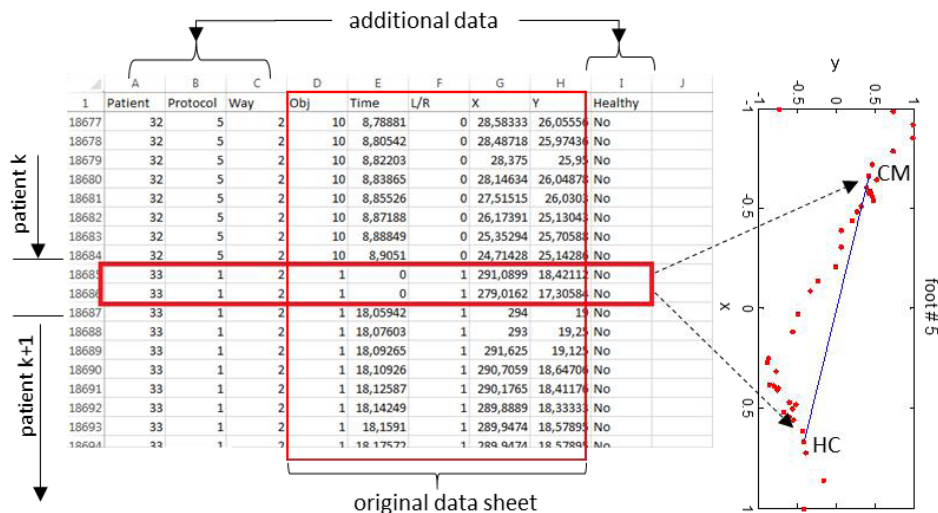 additional data
A B C D E F G H I J
1 Patient Protocol Way Obj Time L/R X Y Healthy
18677 32 5 2 10 8,78881 0 28,58333 26,05556 No
18678 32 5 2 10 8,80542 0 28,48718 25,97436 No
18679 32 5 2 10 8,82203 0 28,375 25,95 No
18680 32 5 2 10 8,83865 0 28,14634 26,04878 No
18681 32 5 2 10 8,85526 0 27,51515 26,0303 No
18682 32 5 2 10 8,87188 0 26,17391 25,13043 No
18683 32 5 2 10 8,88849 0 25,35294 25,70588 No
18684 32 5 2 10 8,9051 0 24,71428 25,14286 No
18685 33 1 2 1 0 1 291,0899 18,42112 No
18686 33 1 2 1 0 1 279,0162 17,30584 No
18687 33 1 2 1 18,05942 1 294 19 No
18688 33 1 2 1 18,07603 1 293 19,25 No
18689 33 1 2 1 18,09265 1 291,625 19,125 No
18690 33 1 2 1 18,10926 1 290,7059 18,64706 No
18691 33 1 2 1 18,12587 1 290,1765 18,41176 No
18692 33 1 2 1 18,14249 1 289,8889 18,33333 No
18693 33 1 2 1 18,1591 1 289,9474 18,57895 No
18694 33 1 2 1 18,17572 1 289,9474 18,57895 No
original data sheet
patient k
patient k+1
y
-1 -0.5 0 0.5 1
-1
-0.5
0
0.5
1
x
CM
HC
foot # 5